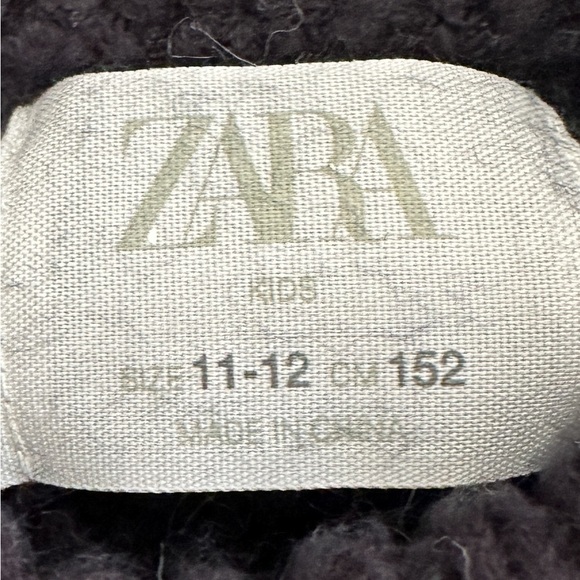 ZARA
KIDS
SIZE 11-12 CM 152
MADE IN CHINA